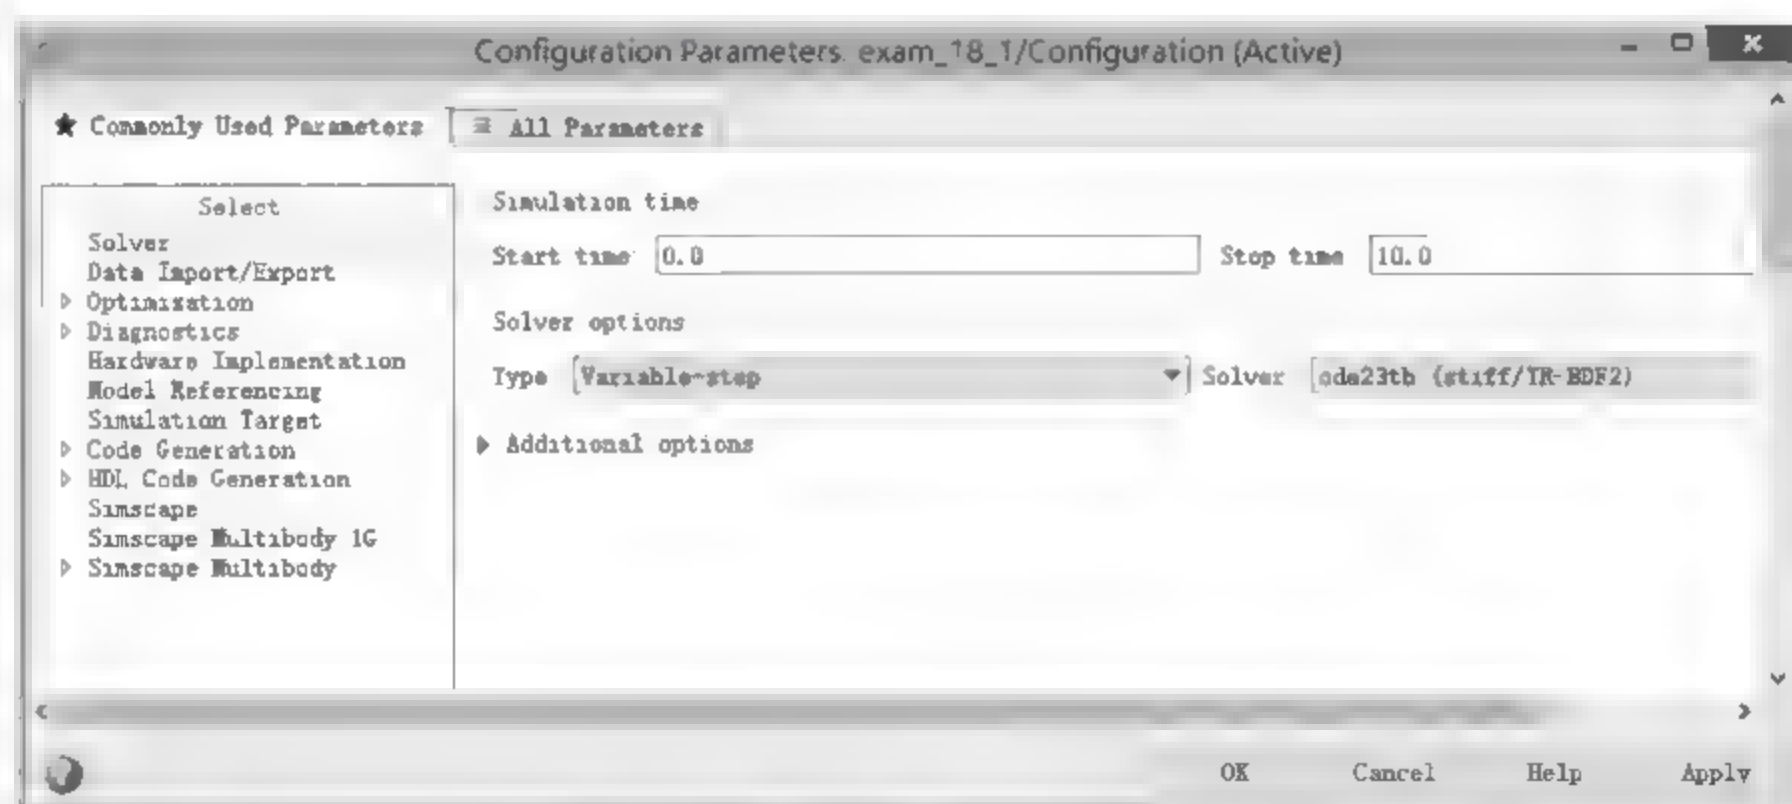 Configuration Parameters: exam_18_1/Configuration (Active)
★ Commonly Used Parameters ≡ All Parameters
Select
Solver
Data Import/Export
Optimization
Diagnostics
Hardware Implementation
Model Referencing
Simulation Target
Code Generation
HDL Code Generation
Simscape
Simscape Multibody 1G
Simscape Multibody
Simulation time
Start time: 0.0 Stop time 10.0
Solver options
Type Variable-step Solver ode23tb (stiff/TR-BDF2)
Additional options
OK Cancel Help Apply